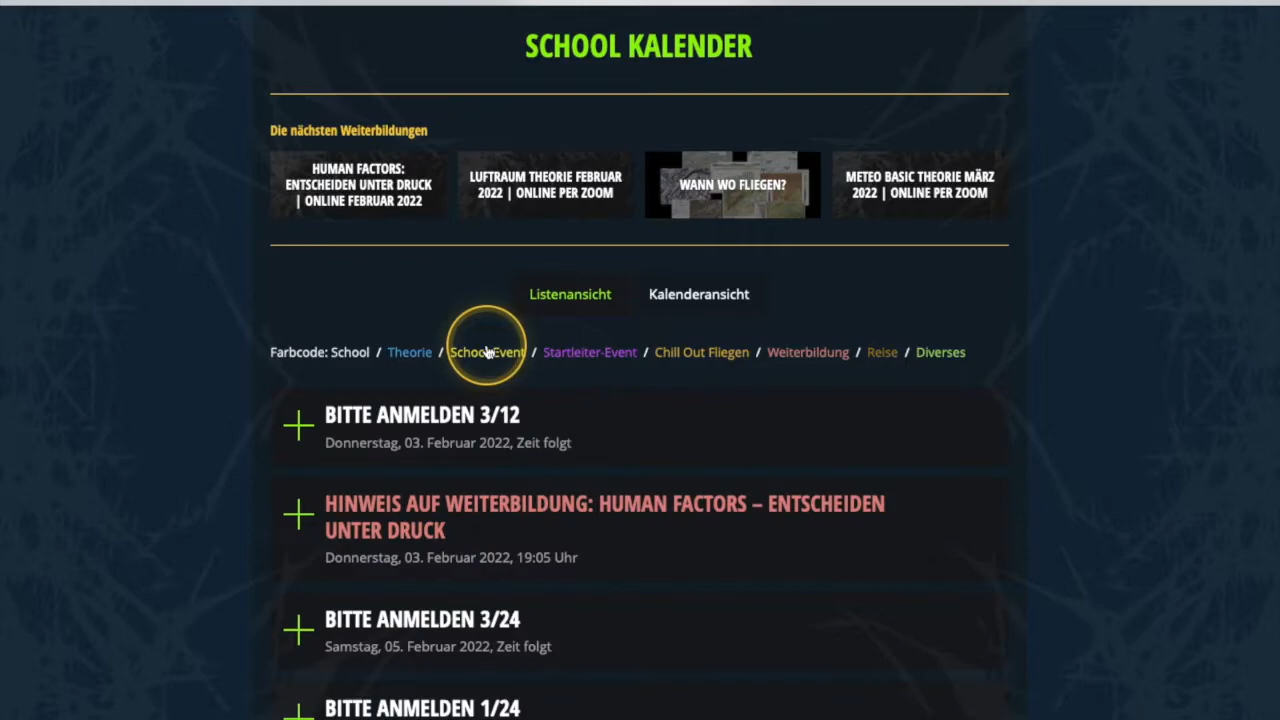 SCHOOL KALENDER
Die nächsten Weiterbildungen
HUMAN FACTORS:
ENTSCHEIDEN UNTER DRUCK
| ONLINE FEBRUAR 2022
LUFTRAUM THEORIE FEBRUAR
2022 | ONLINE PER ZOOM
WANN WO FLIEGEN?
METEO BASIC THEORIE MÄRZ
2022 | ONLINE PER ZOOM
Listenansicht Kalenderansicht
Farbcode: School / Theorie / School-Event / Startleiter-Event / Chill Out Fliegen / Weiterbildung / Reise / Diverses
BITTE ANMELDEN 3/12
Donnerstag, 03. Februar 2022, Zeit folgt
HINWEIS AUF WEITERBILDUNG: HUMAN FACTORS – ENTSCHEIDEN
UNTER DRUCK
Donnerstag, 03. Februar 2022, 19:05 Uhr
BITTE ANMELDEN 3/24
Samstag, 05. Februar 2022, Zeit folgt
BITTE ANMELDEN 1/24